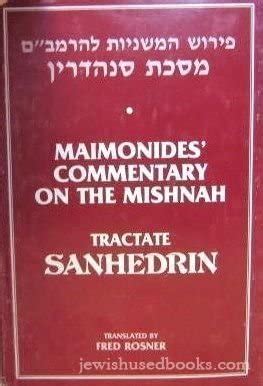 פירוש המשניות להרמב״ם
מסכת סנהדרין
MAIMONIDES'
COMMENTARY
ON THE MISHNAH
TRACTATE
SANHEDRIN
TRANSLATED BY
FRED ROSNER
jewishusedbooks.com